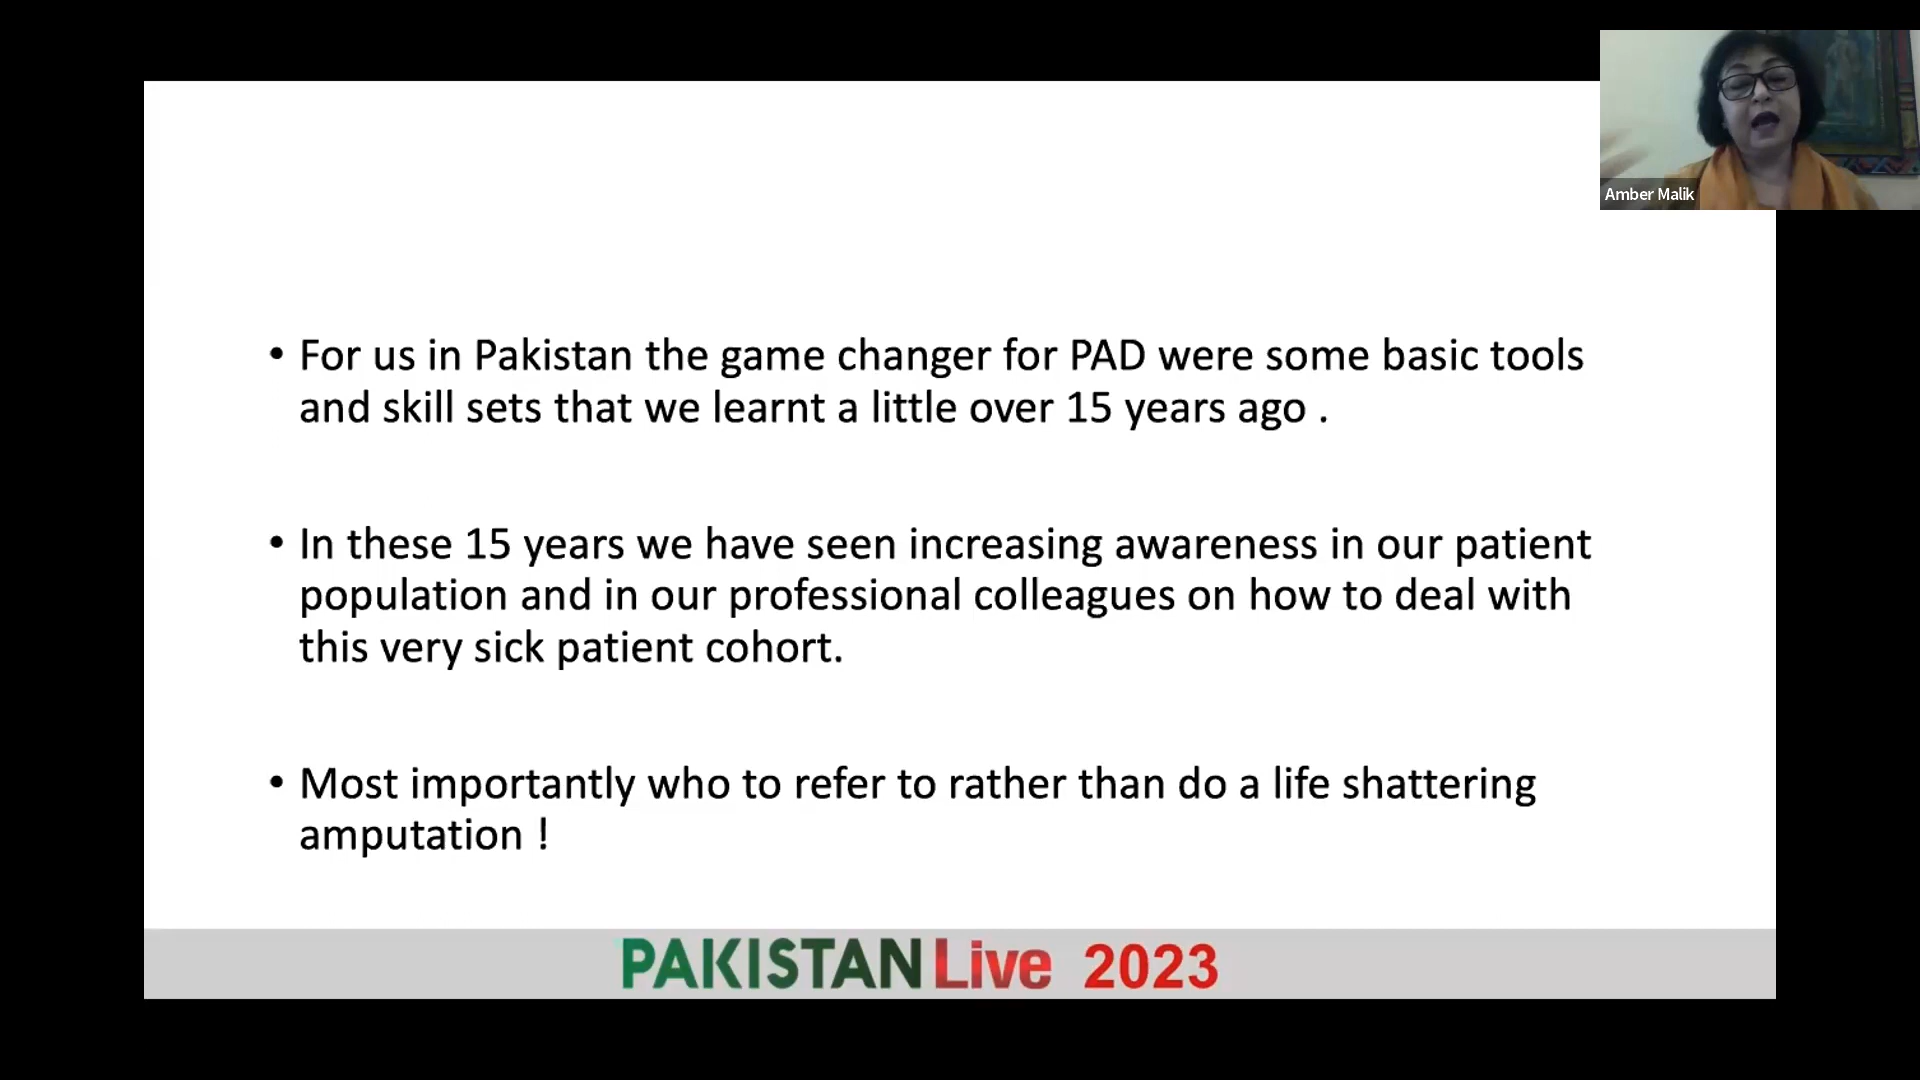 Amber Malik
• For us in Pakistan the game changer for PAD were some basic tools
and skill sets that we learnt a little over 15 years ago .
• In these 15 years we have seen increasing awareness in our patient
population and in our professional colleagues on how to deal with
this very sick patient cohort.
• Most importantly who to refer to rather than do a life shattering
amputation !
PAKISTAN Live 2023